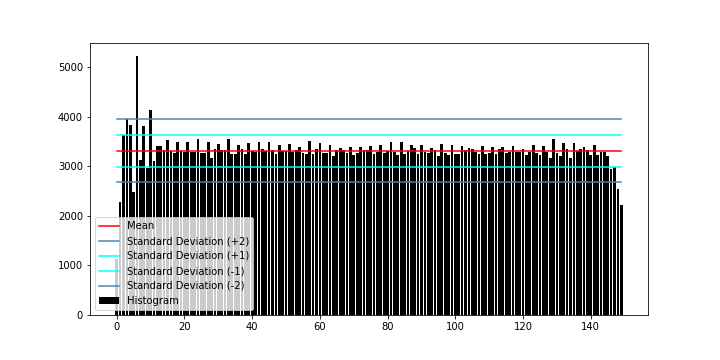 5000
4000
3000
2000
1000
0
Mean
Standard Deviation (+2)
Standard Deviation (+1)
Standard Deviation (-1)
Standard Deviation (-2)
Histogram
0 20 40 60 80 100 120 140